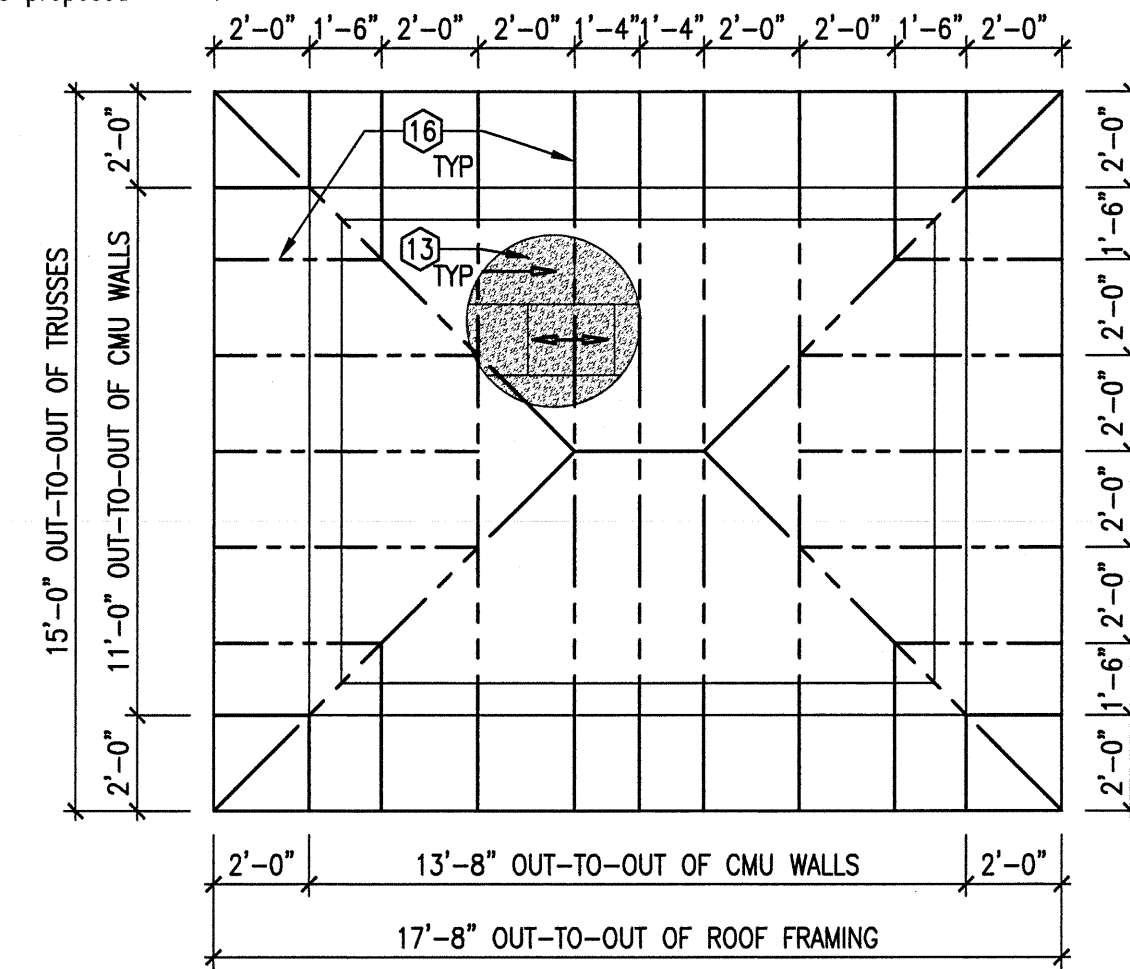 proposed
2'-0" 1'-6" 2'-0" 2'-0" 1'-4" 1'-4" 2'-0" 2'-0" 1'-6" 2'-0"
16
TYP
13
TYP
15'-0" OUT-TO-OUT OF TRUSSES
2'-0"
11'-0" OUT-TO-OUT OF CMU WALLS
2'-0"
2'-0"
1'-6"
2'-0"
2'-0"
2'-0"
2'-0"
1'-6"
2'-0"
2'-0" 13'-8" OUT-TO-OUT OF CMU WALLS 2'-0"
17'-8" OUT-TO-OUT OF ROOF FRAMING